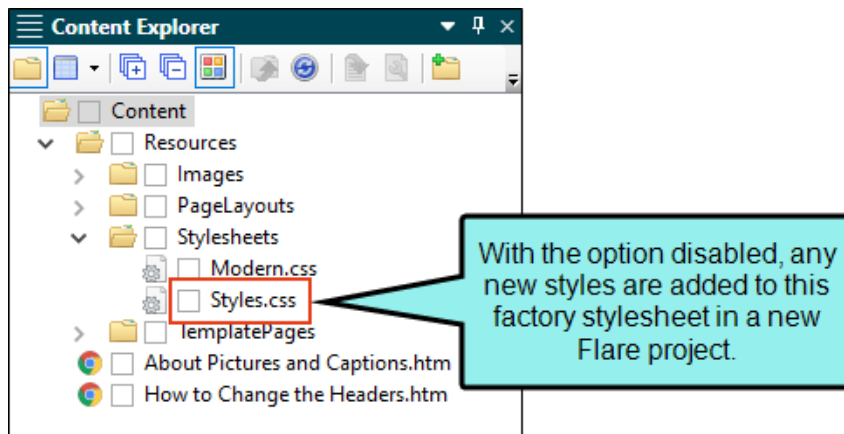 Content Explorer
Content
Resources
Images
PageLayouts
Stylesheets
Modern.css
Styles.css
TemplatePages
About Pictures and Captions.htm
How to Change the Headers.htm
With the option disabled, any
new styles are added to this
factory stylesheet in a new
Flare project.